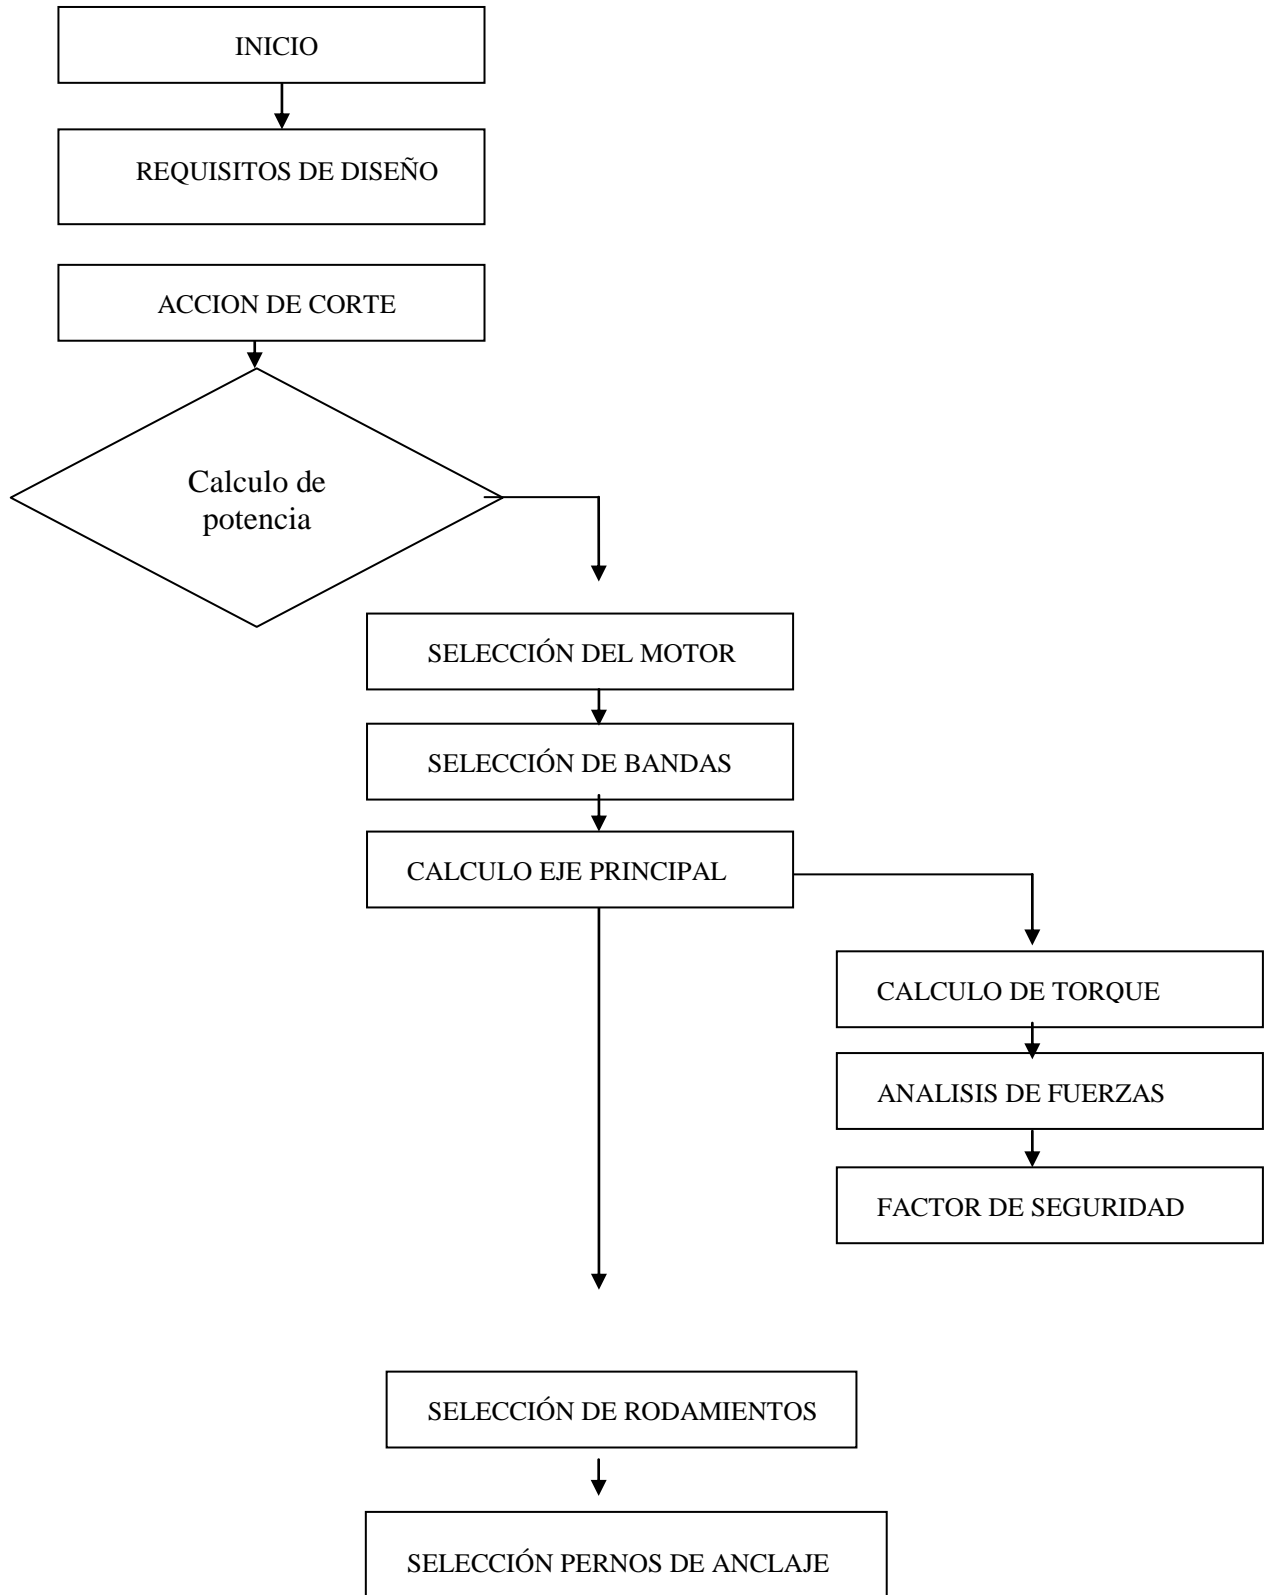 INICIO
REQUISITOS DE DISEÑO
ACCION DE CORTE
Calculo de
potencia
SELECCIÓN DEL MOTOR
SELECCIÓN DE BANDAS
CALCULO EJE PRINCIPAL
CALCULO DE TORQUE
ANALISIS DE FUERZAS
FACTOR DE SEGURIDAD
SELECCIÓN DE RODAMIENTOS
SELECCIÓN PERNOS DE ANCLAJE